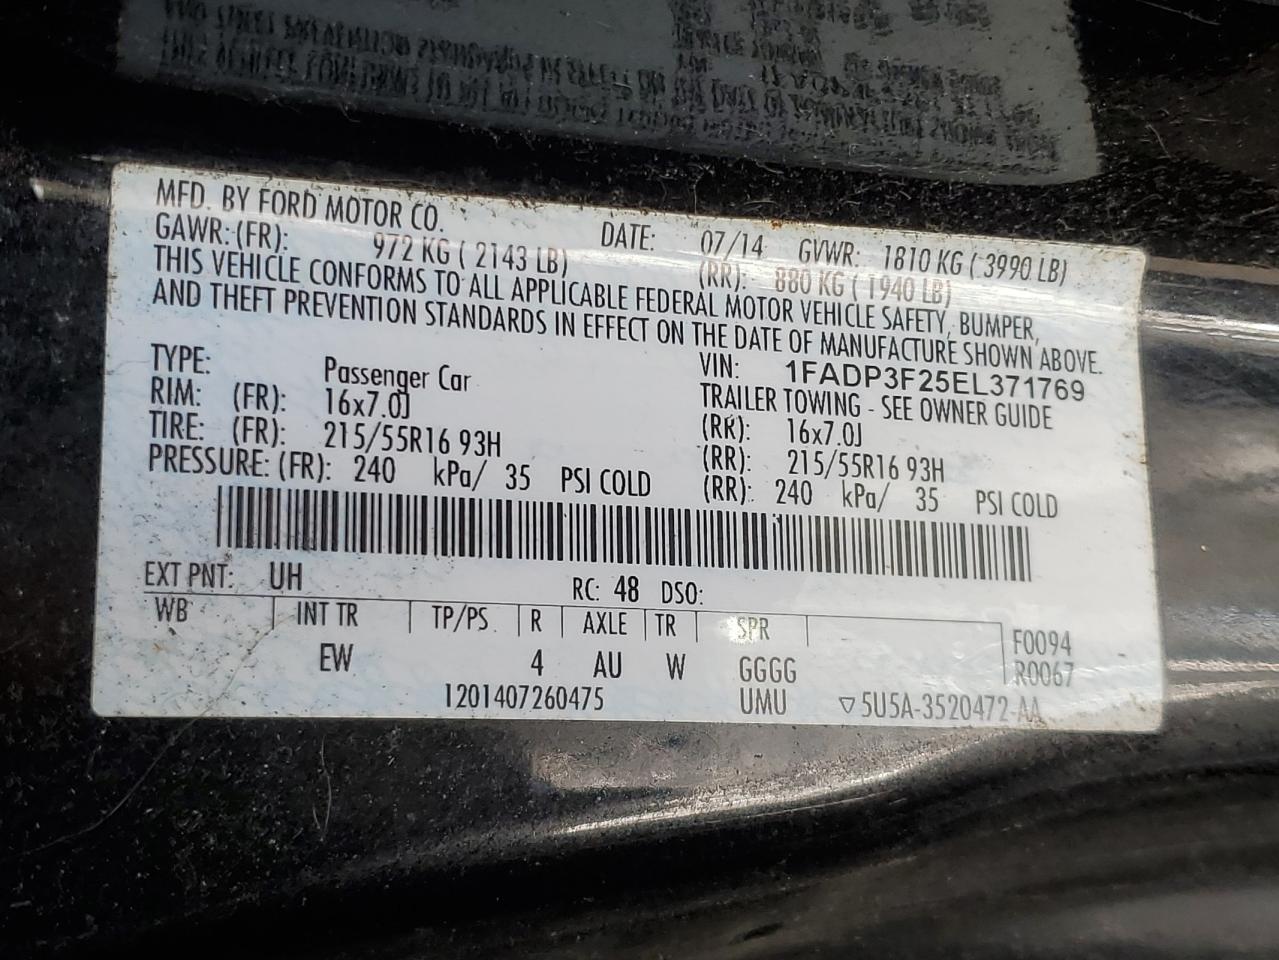 MFD. BY FORD MOTOR CO. DATE: 07/14 GVWR: 1810 KG ( 3990 LB)
GAWR: (FR): 972 KG ( 2143 LB) (RR): 880 KG ( 1940 LB)
THIS VEHICLE CONFORMS TO ALL APPLICABLE FEDERAL MOTOR VEHICLE SAFETY, BUMPER,
AND THEFT PREVENTION STANDARDS IN EFFECT ON THE DATE OF MANUFACTURE SHOWN ABOVE.
VIN: 1FADP3F25EL371769
TYPE: Passenger Car TRAILER TOWING - SEE OWNER GUIDE
RIM: (FR): 16x7.0J (RR): 16x7.0J
TIRE: (FR): 215/55R16 93H (RR): 215/55R16 93H
PRESSURE: (FR): 240 kPa/ 35 PSI COLD (RR): 240 kPa/ 35 PSI COLD
EXT PNT: UH RC: 48 DSO:
WB INT TR TP/PS R AXLE TR SPR F0094
EW 4 AU W GGGG R0067
1201407260475 UMU ▽5U5A-3520472-AA